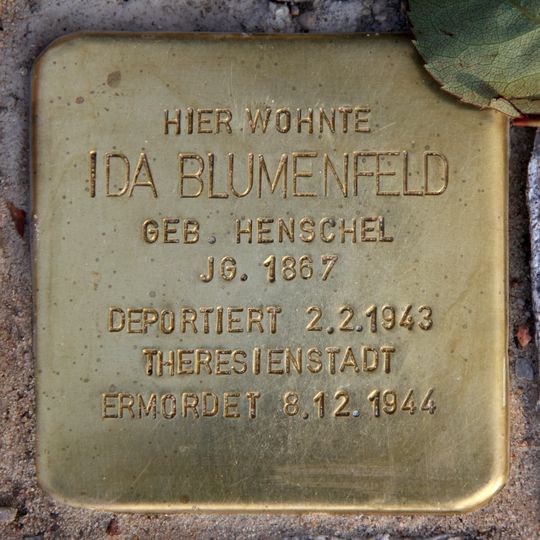 HIER WOHNTE
IDA BLUMENFELD
GEB. HENSCHEL
JG. 1867
DEPORTIERT 2.2.1943
THERESIENSTADT
ERMORDET 8.12.1944